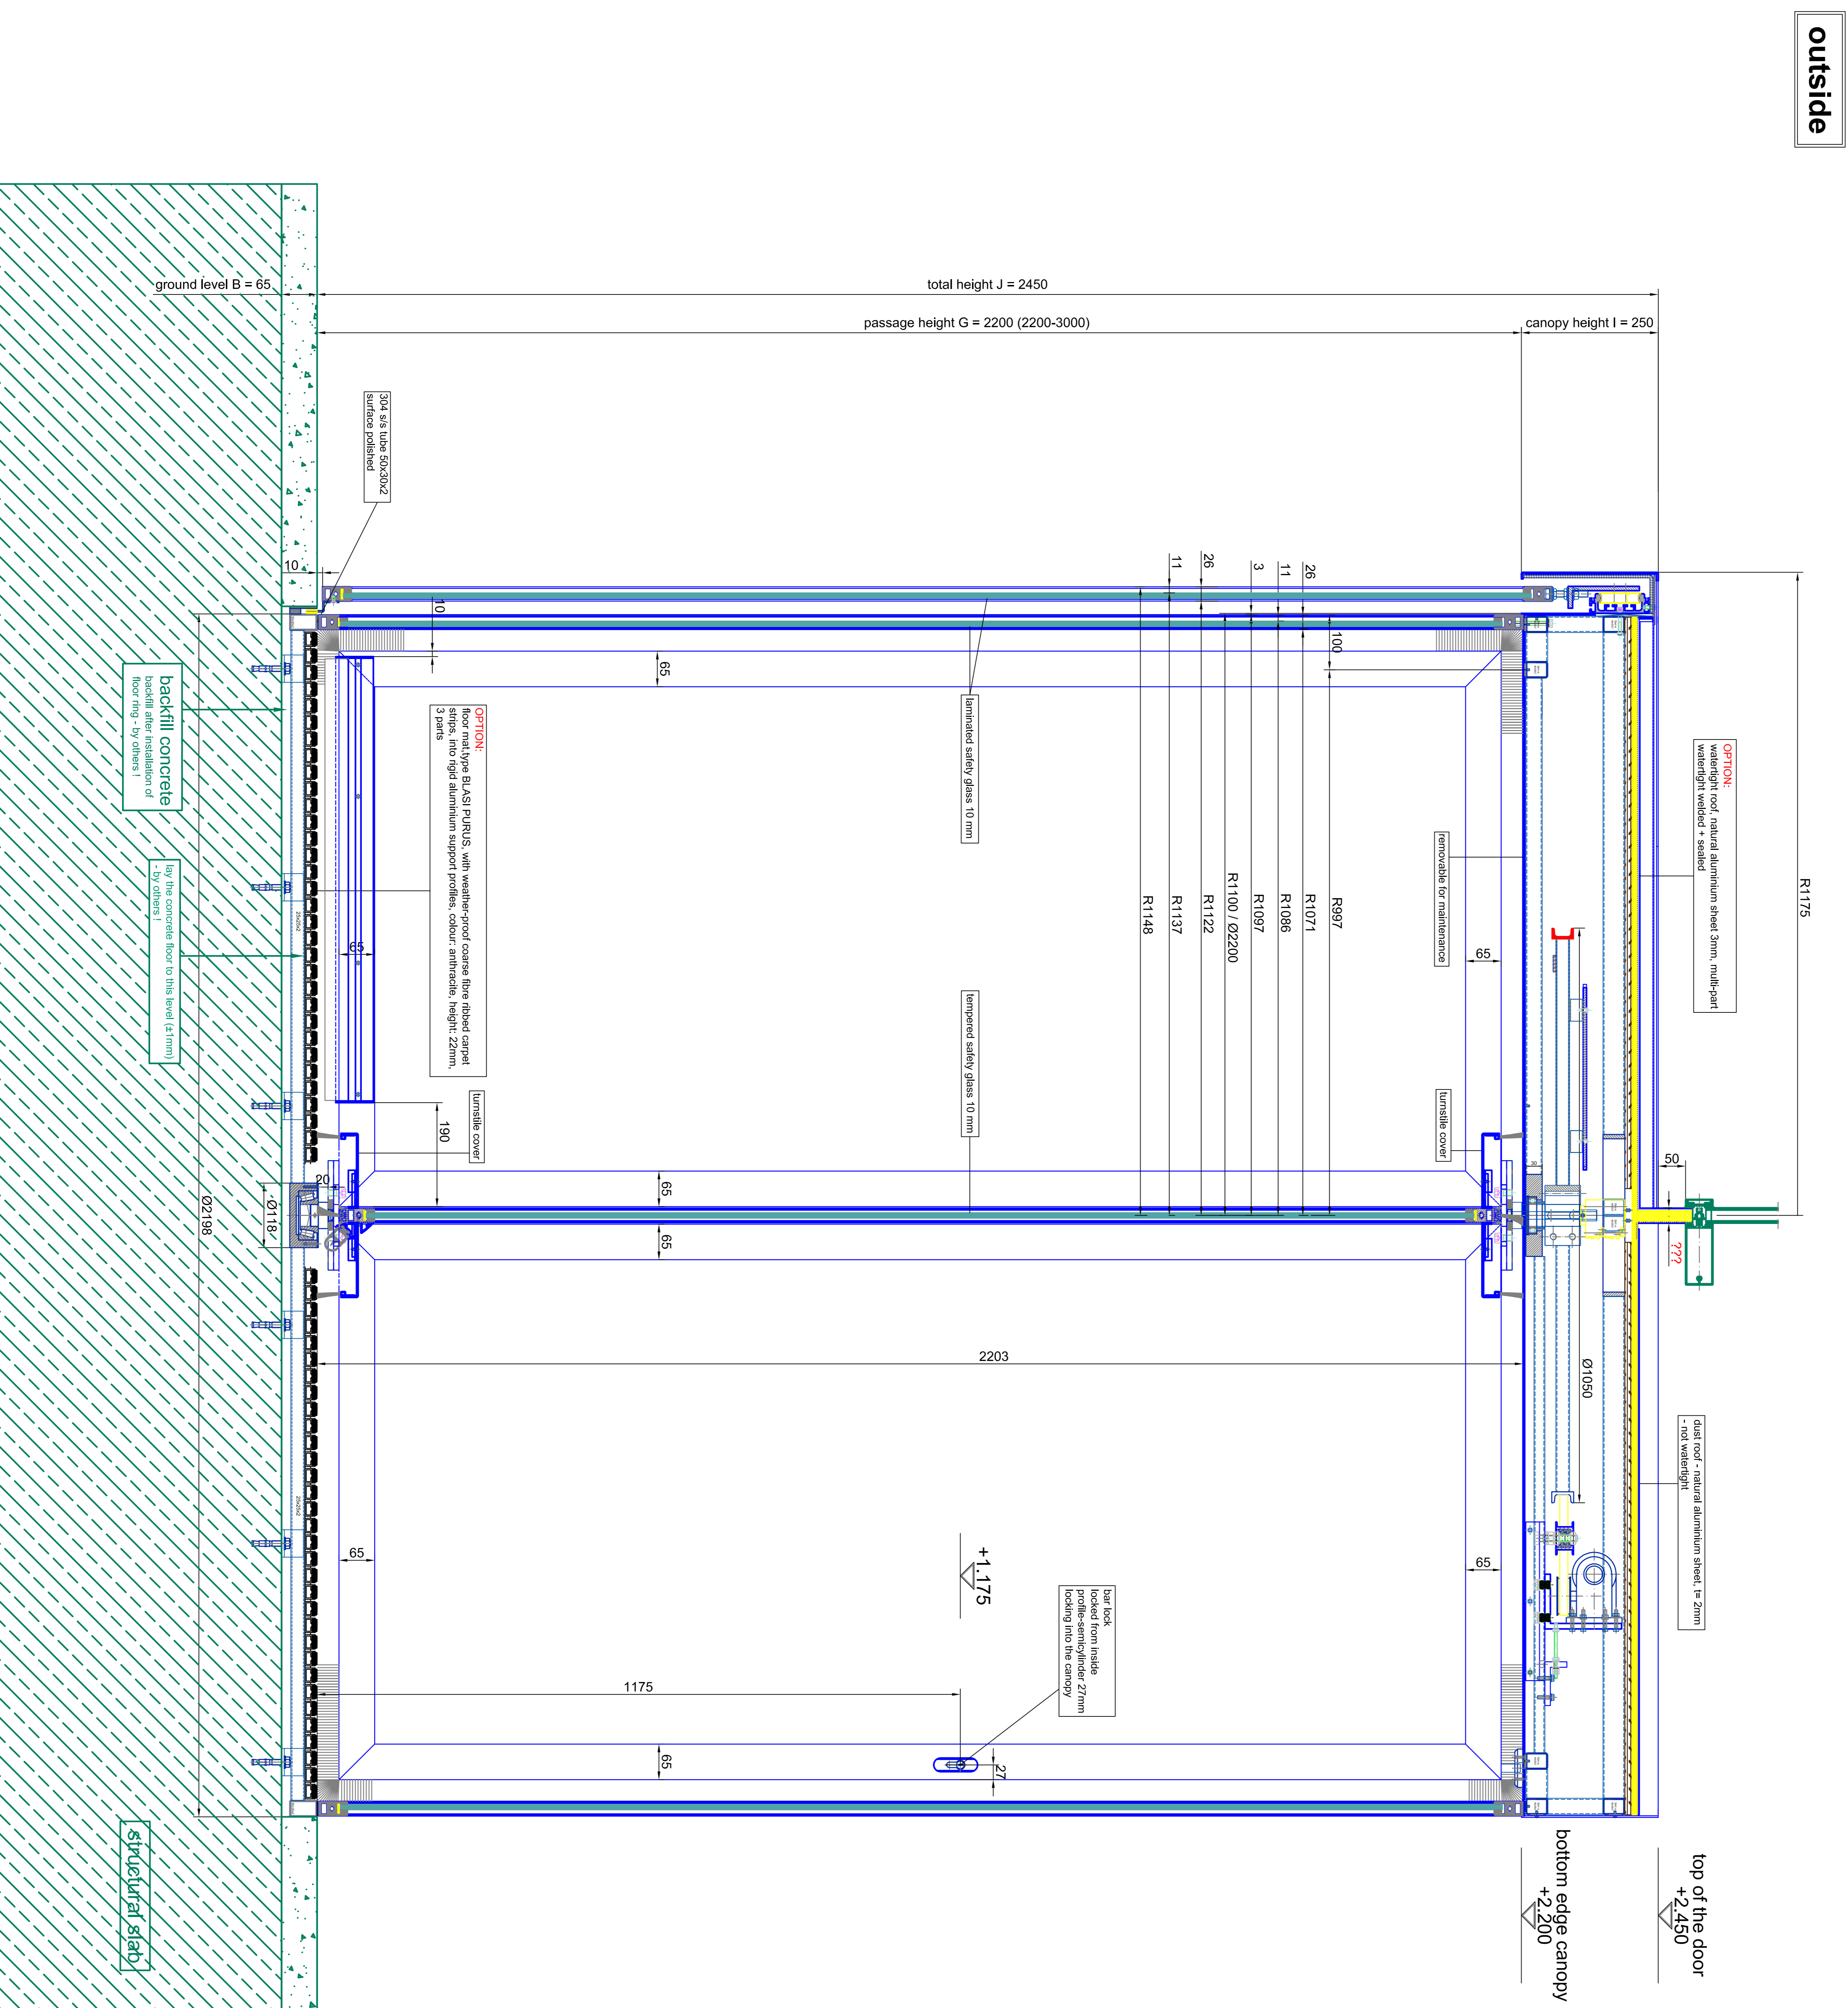 outside
R1175
OPTION:
watertight roof, natural aluminium sheet 3mm, multi-part
watertight welded + sealed
50
???
dust roof - natural aluminium sheet, t= 2mm
- not watertight
top of the door
+2.450
bottom edge canopy
+2.200
total height J = 2450
canopy height I = 250
passage height G = 2200 (2200-3000)
ground level B = 65
Ø1050
30
removable for maintenance
turnstile cover
100
R997
26
R1071
11
R1086
3
R1097
R1100 / Ø2200
26
R1122
11
R1137
R1148
65
65
2203
laminated safety glass 10 mm
tempered safety glass 10 mm
bar lock
locked from inside
profile-semicylinder 27mm
locking into the canopy
+1.175
1175
27
65
65
65
65
OPTION:
floor mat,type BLASI PURUS, with weather-proof coarse fibre ribbed carpet
strips, into rigid aluminium support profiles, colour: anthracite, height: 22mm,
3 parts
turnstile cover
190
10
65
65
304 s/s tube 50x30x2
surface polished
10
20
25x25x2
25x25x2
Ø118
Ø2198
backfill concrete
backfill after installation of
floor ring - by others !
lay the concrete floor to this level (±1mm)
- by others !
structural slab